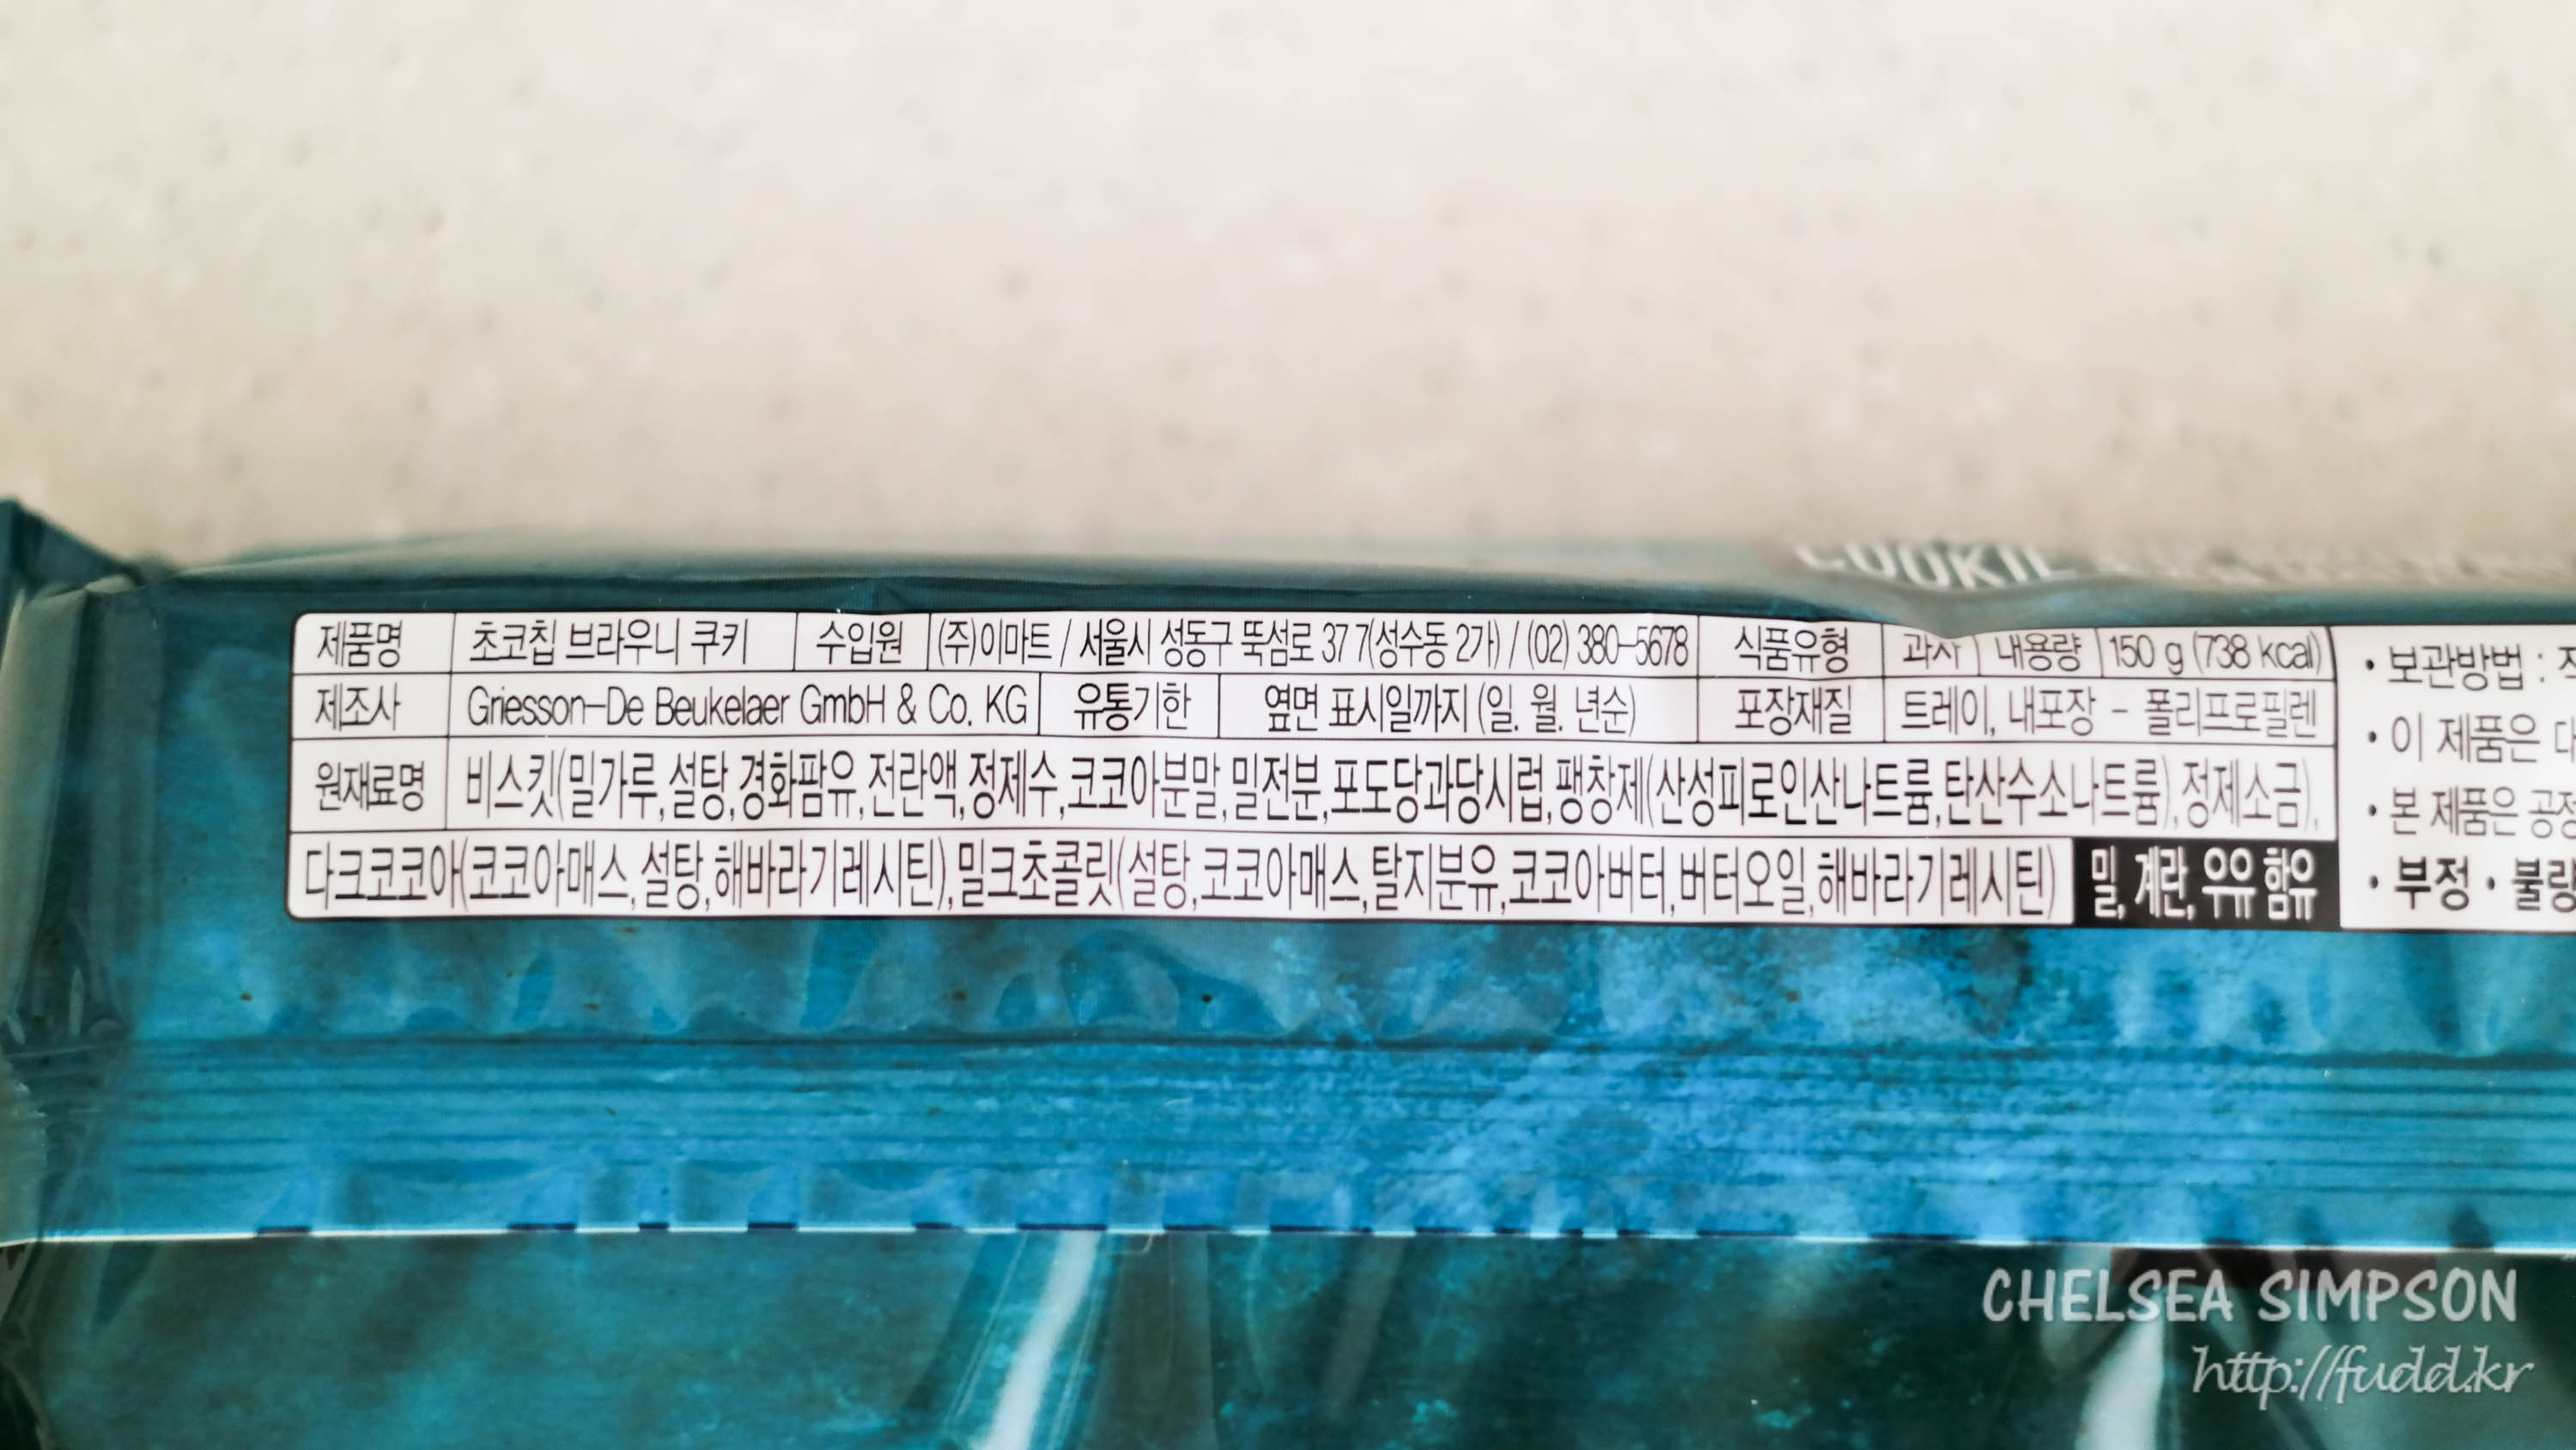 COOKIE
제품명 초코칩 브라우니 쿠키 수입원 (주)이마트 / 서울시 성동구 뚝섬로 37 7(성수동 2가) / (02) 380-5678 식품유형 과자 내용량 150 g (738 kcal)
제조사 Griesson-De Beukelaer GmbH & Co. KG 유통기한 옆면 표시일까지 (일. 월. 년순) 포장재질 트레이, 내포장 - 폴리프로필렌
원재료명 비스킷(밀가루,설탕,경화팜유,전란액,정제수,코코아분말,밀전분,포도당과당시럽,팽창제(산성피로인산나트륨,탄산수소나트륨),정제소금),
다크코코아(코코아매스,설탕,해바라기레시틴),밀크초콜릿(설탕,코코아매스,탈지분유,코코아버터,버터오일,해바라기레시틴) 밀, 계란, 우유 함유
• 보관방법 :
• 이 제품은
• 본 제품은
• 부정 • 불량
CHELSEA SIMPSON
http://fudd.kr